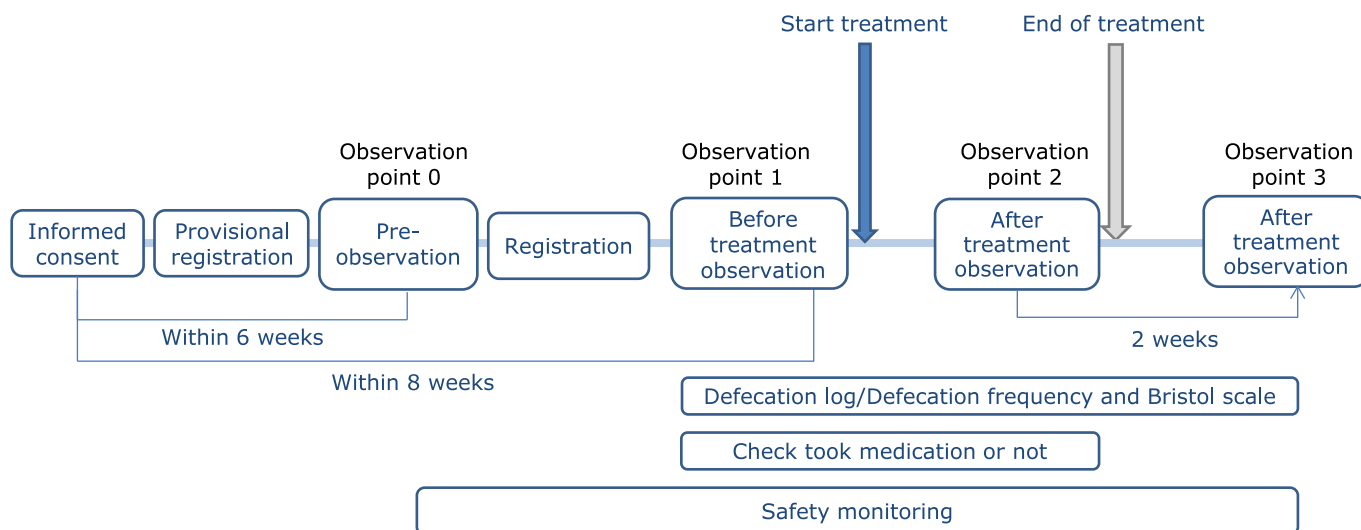 Start treatment
End of treatment
Observation
point 0
Observation
point 1
Observation
point 2
Observation
point 3
Informed
consent
Provisional
registration
Pre-
observation
Registration
Before
treatment
observation
After
treatment
observation
After
treatment
observation
Within 6 weeks
2 weeks
Within 8 weeks
Defecation log/Defecation frequency and Bristol scale
Check took medication or not
Safety monitoring